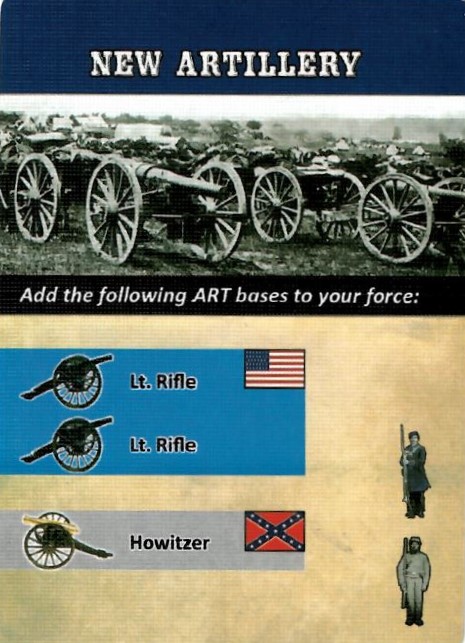 NEW ARTILLERY
Add the following ART bases to your force:
Lt. Rifle
Lt. Rifle
Howitzer